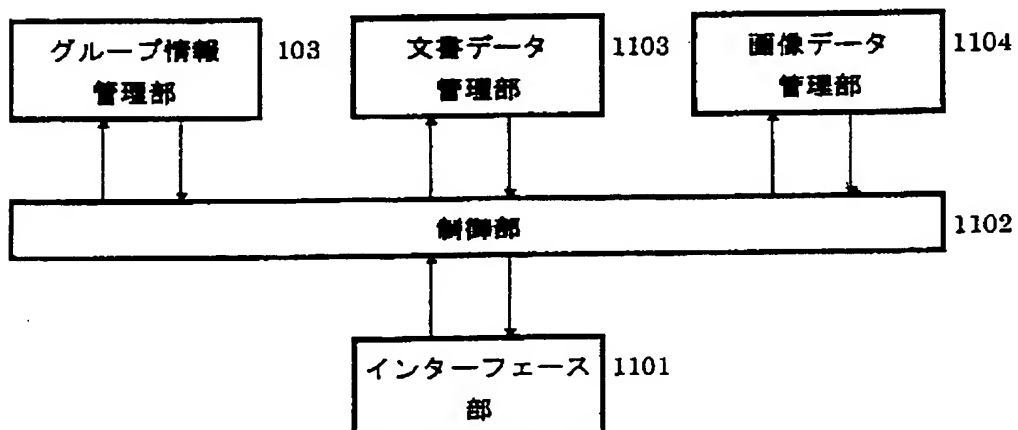 グループ情報
管理部
103
文書データ
管理部
1103
画像データ
管理部
1104
制御部
1102
インターフェース
部
1101